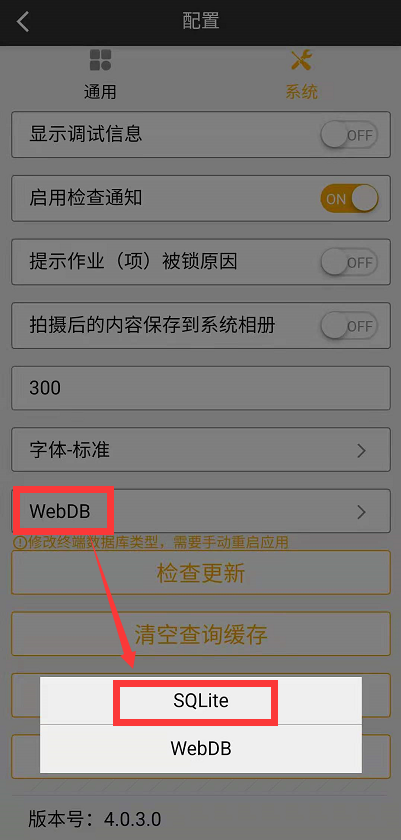 配置
通用
系统
显示调试信息
OFF
启用检查通知
ON
提示作业（项）被锁原因
OFF
拍摄后的内容保存到系统相册
OFF
300
字体-标准
WebDB
修改终端数据库类型，需要手动重启应用
检查更新
清空查询缓存
SQLite
WebDB
版本号：4.0.3.0